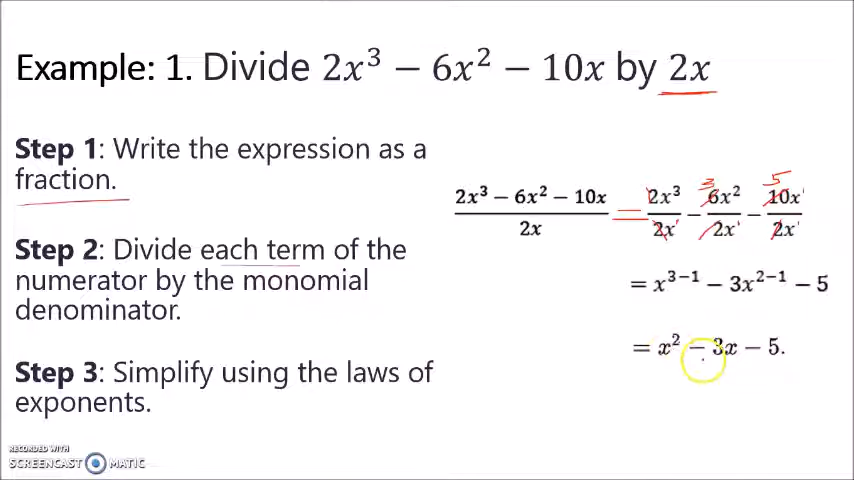 Example: 1. Divide 2x³ − 6x² − 10x by 2x
Step 1: Write the expression as a
fraction.
Step 2: Divide each term of the
numerator by the monomial
denominator.
Step 3: Simplify using the laws of
exponents.
(2x³ − 6x² − 10x)/2x = 2x³/2x − 6x²/2x − 10x/2x
3 5
= x³⁻¹ − 3x²⁻¹ − 5
= x² − 3x − 5.
RECORDED WITH
SCREENCAST MATIC